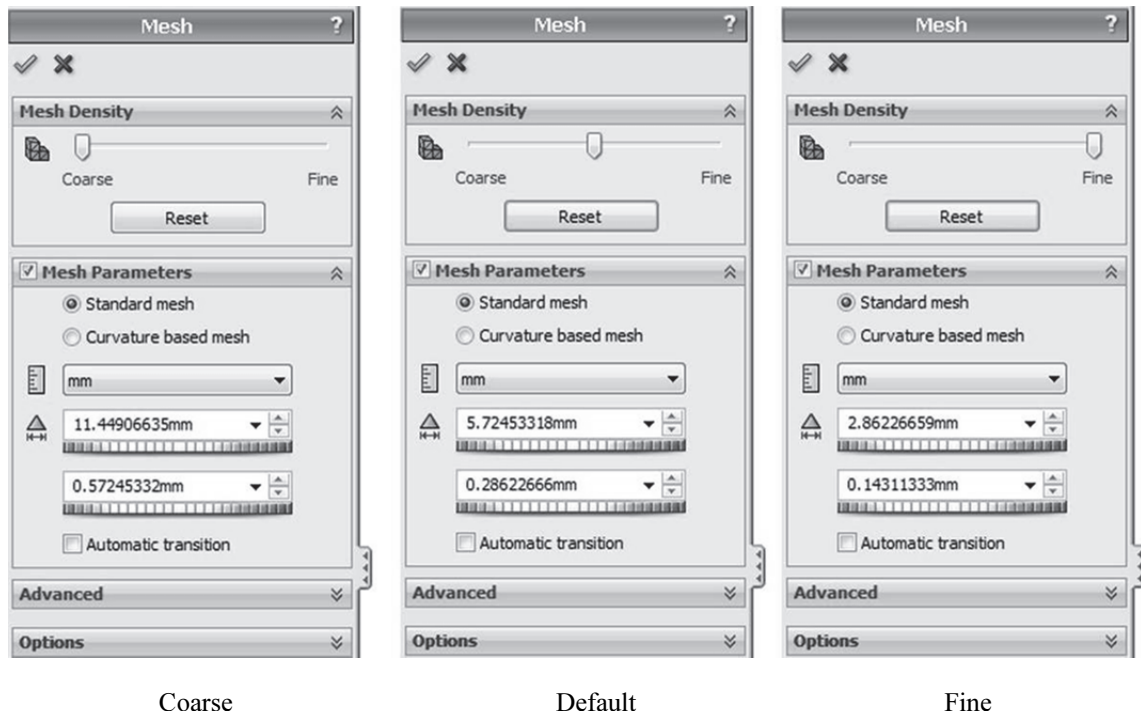 Mesh ?
Mesh Density
Coarse Fine
Reset
Mesh Parameters
Standard mesh
Curvature based mesh
mm
11.44906635mm
0.57245332mm
Automatic transition
Advanced
Options
Coarse
Mesh ?
Mesh Density
Coarse Fine
Reset
Mesh Parameters
Standard mesh
Curvature based mesh
mm
5.72453318mm
0.28622666mm
Automatic transition
Advanced
Options
Default
Mesh ?
Mesh Density
Coarse Fine
Reset
Mesh Parameters
Standard mesh
Curvature based mesh
mm
2.86226659mm
0.14311333mm
Automatic transition
Advanced
Options
Fine